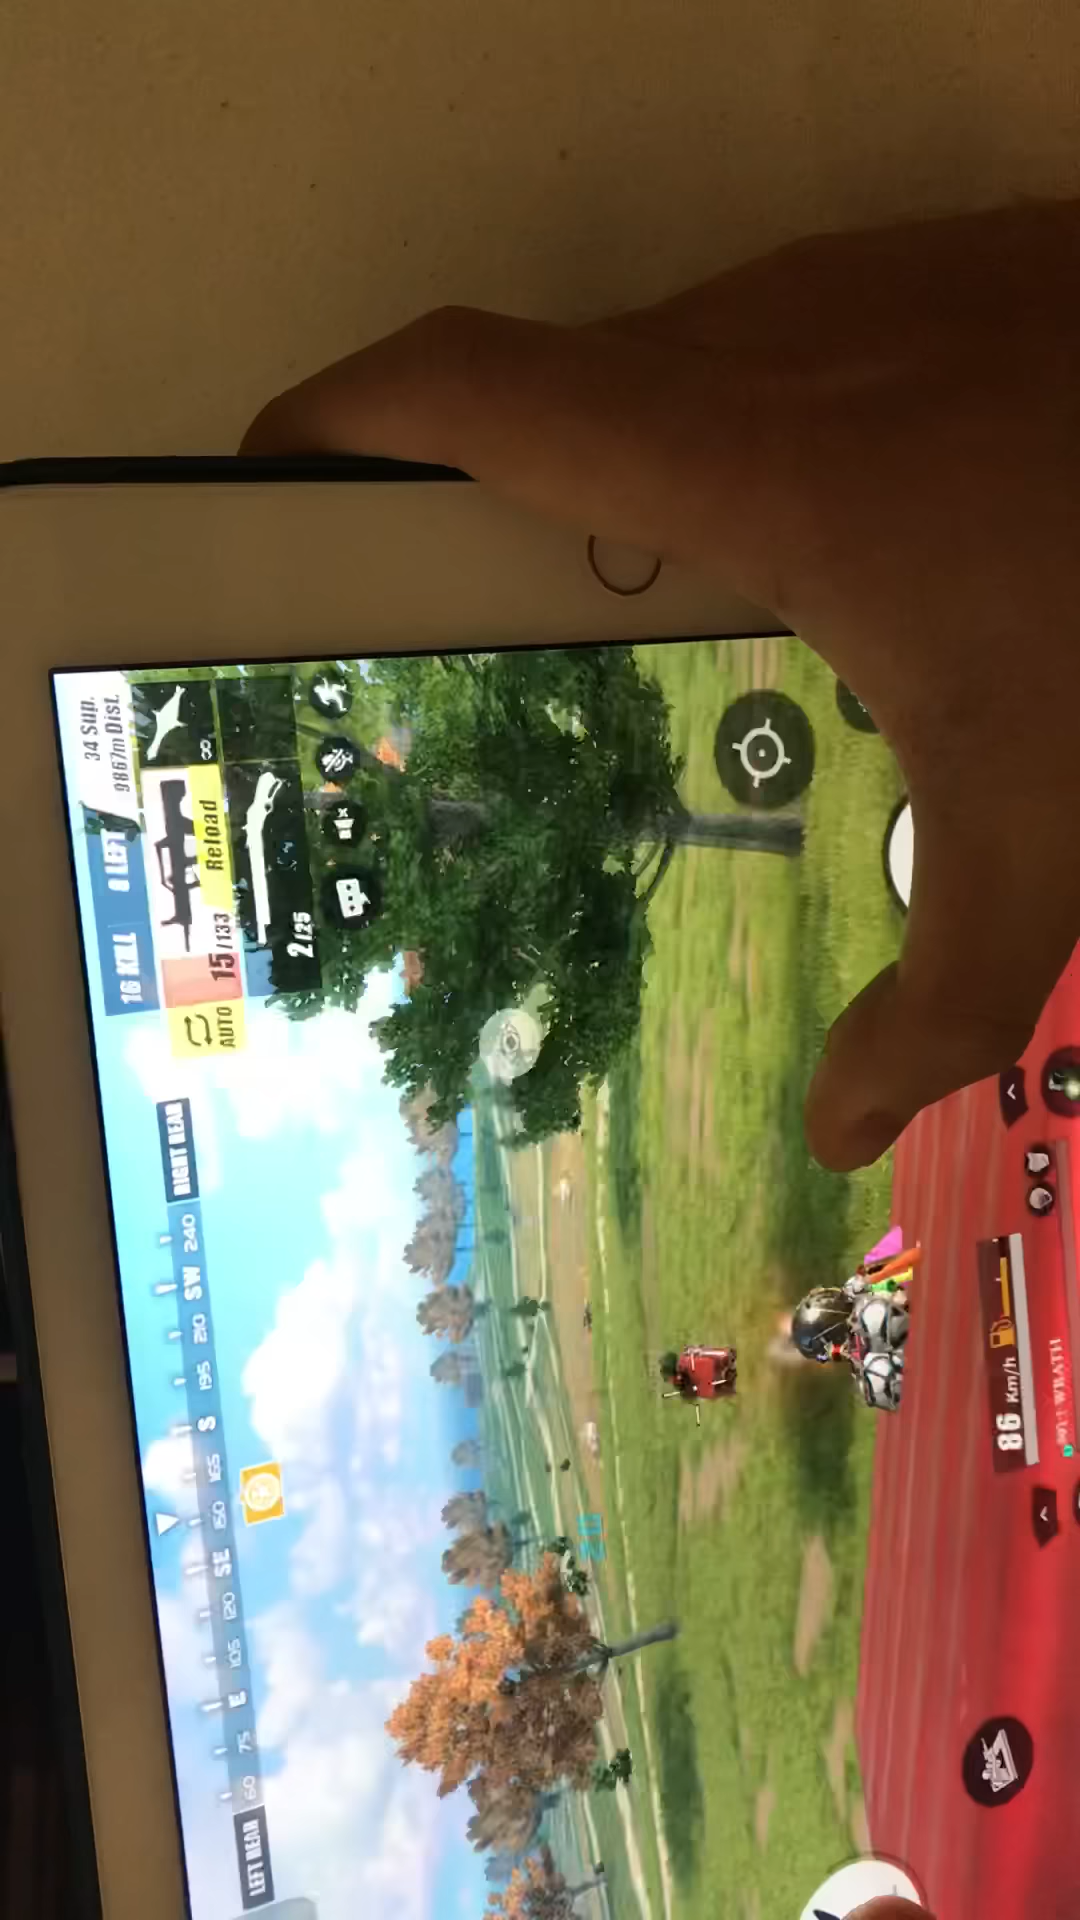 34 Sup.
9867m Dist.
16 KILL
8 LEFT
∞
Reload
15/133
AUTO
2/25
RIGHT REAR
240 SW 210 195 S 165 150 SE 120 105 E 75 60
LEFT REAR
86 Km/h
WRATH